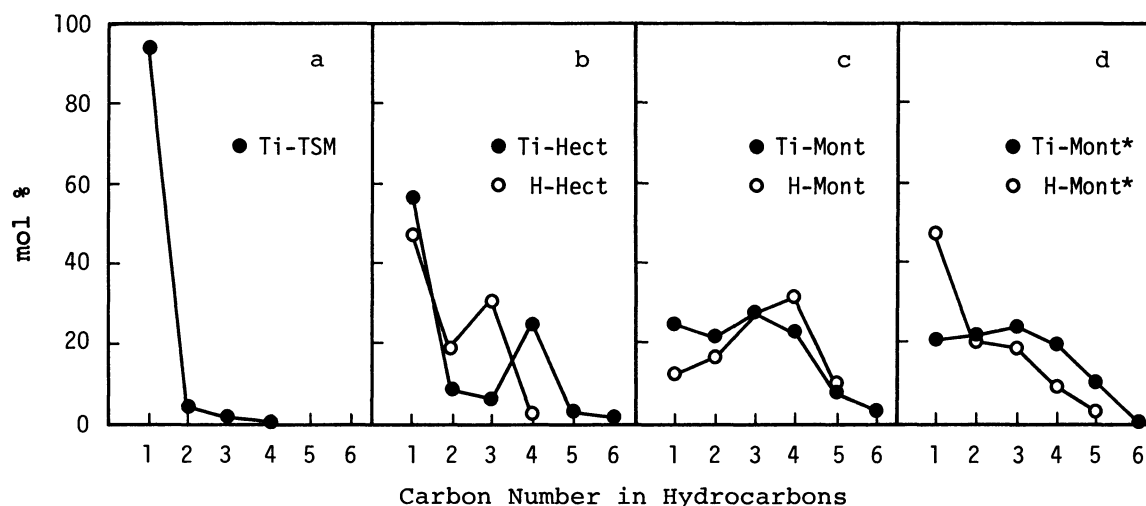 100
80
60
40
20
0
mol %
a
Ti-TSM
1 2 3 4 5 6
b
Ti-Hect
H-Hect
1 2 3 4 5 6
c
Ti-Mont
H-Mont
1 2 3 4 5 6
d
Ti-Mont*
H-Mont*
1 2 3 4 5 6
Carbon Number in Hydrocarbons